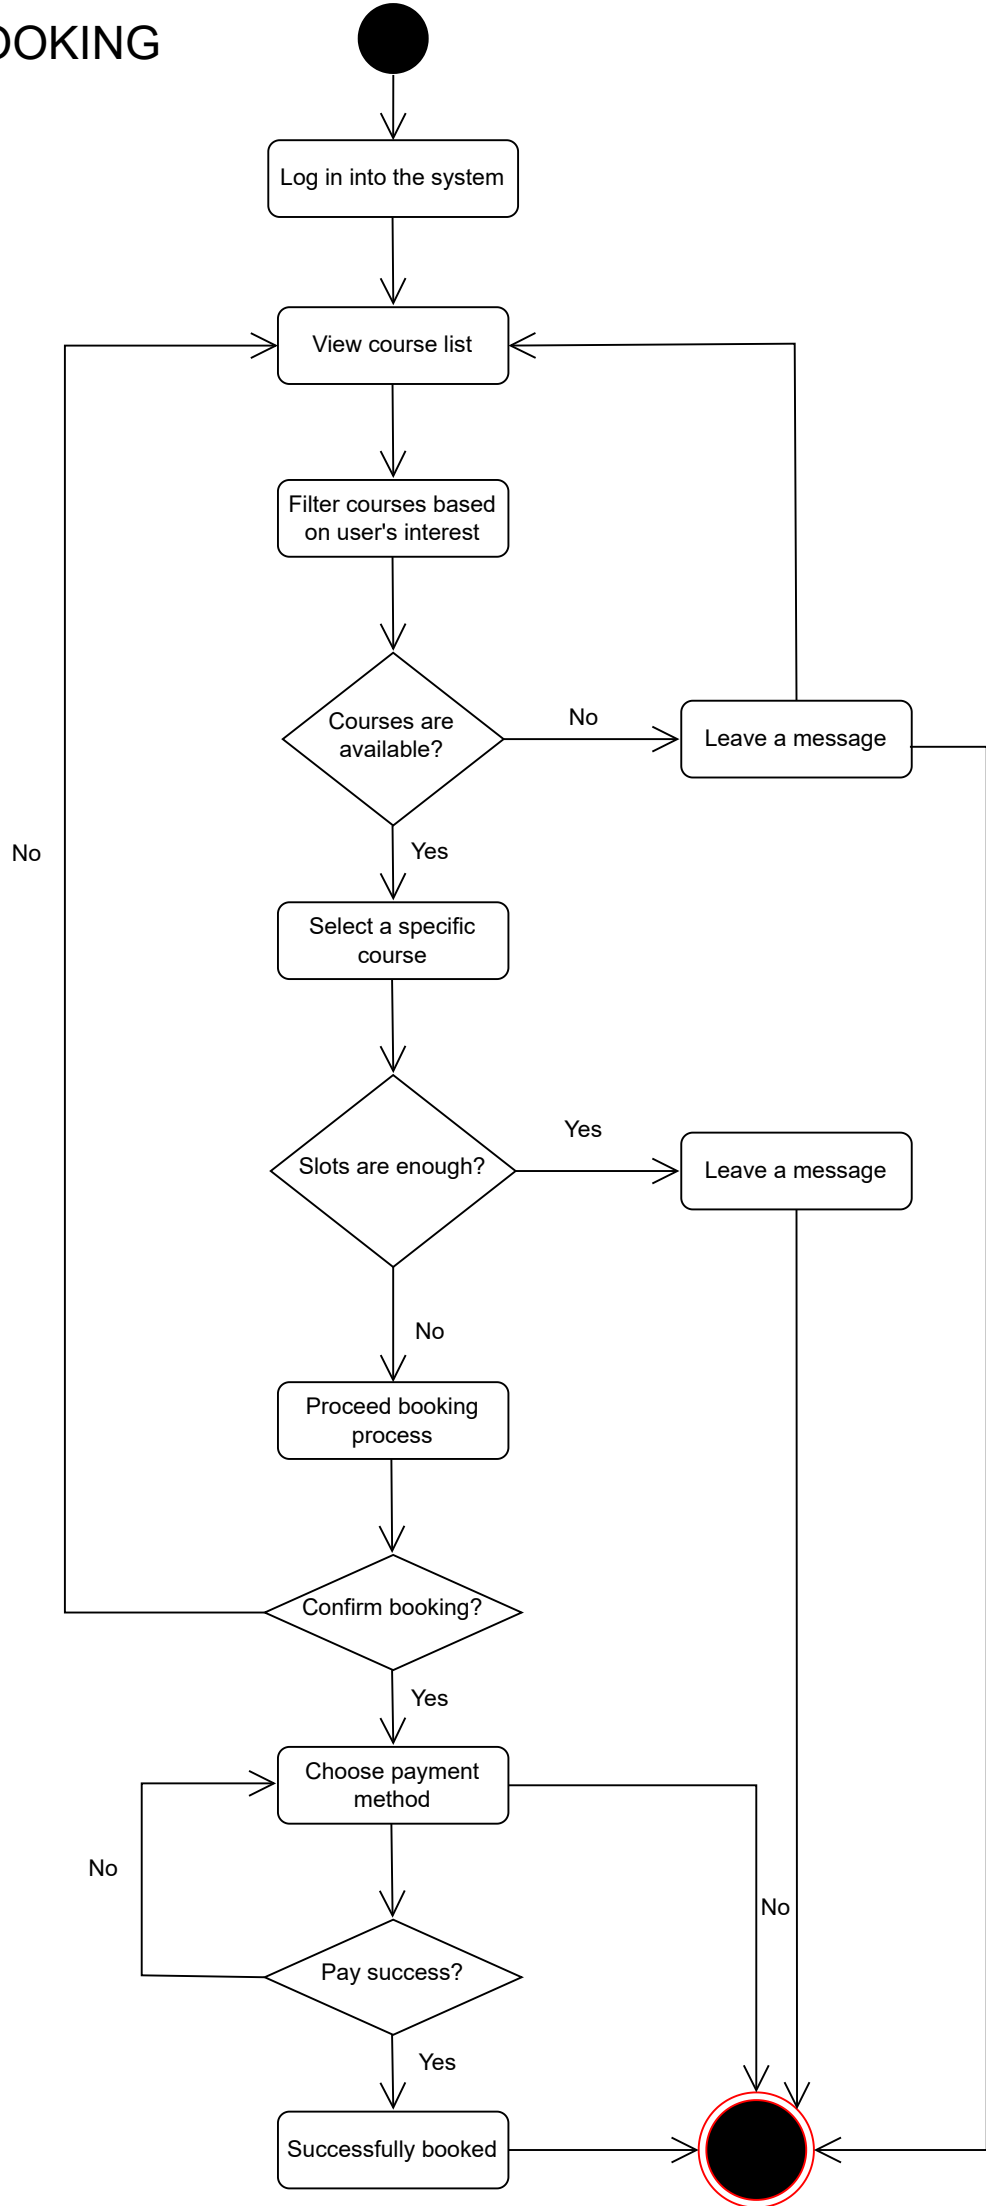 OOKING
Log in into the system
View course list
Filter courses based
on user's interest
Courses are
available?
No
Leave a message
No
Yes
Select a specific
course
Yes
Slots are enough?
Leave a message
No
Proceed booking
process
Confirm booking?
Yes
Choose payment
method
No
No
Pay success?
Yes
Successfully booked